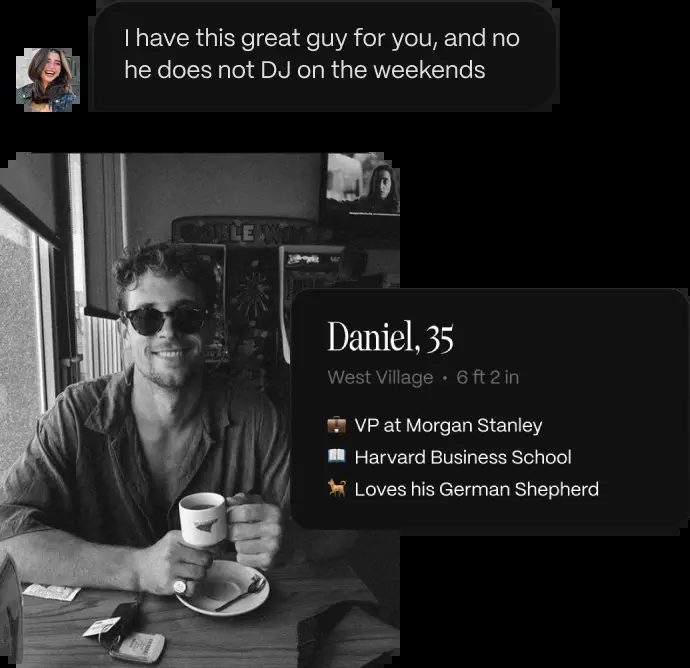 I have this great guy for you, and no
he does not DJ on the weekends
Daniel, 35
West Village • 6 ft 2 in
VP at Morgan Stanley
Harvard Business School
Loves his German Shepherd